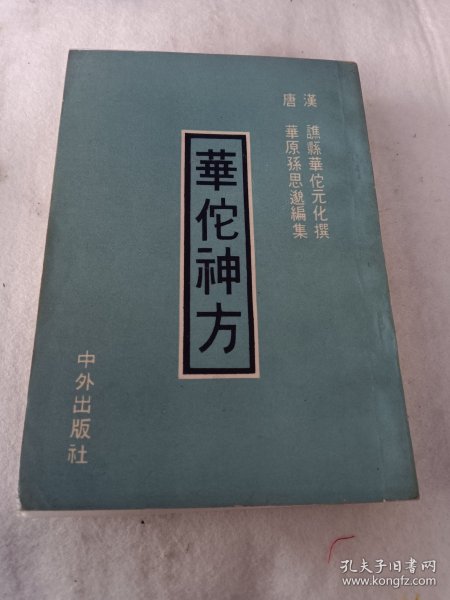 漢 譙縣華佗元化撰
唐 華原孫思邈編集
華佗神方
中外出版社
孔夫子旧书网
www.kongfz.com